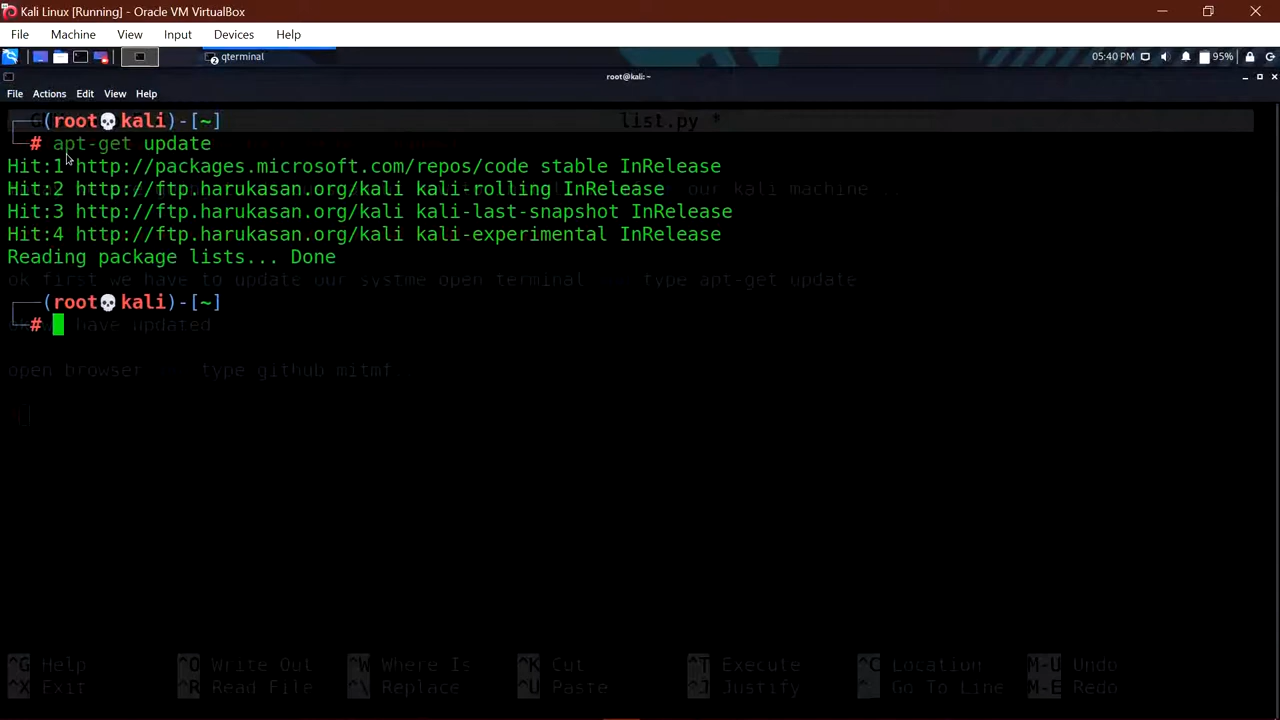 Kali Linux [Running] - Oracle VM VirtualBox
File Machine View Input Devices Help
qterminal 05:40 PM 95%
root@kali: ~
File Actions Edit View Help
(root💀kali)-[~]
list.py *
# apt-get update
Hit:1 http://packages.microsoft.com/repos/code stable InRelease
Hit:2 http://ftp.harukasan.org/kali kali-rolling InRelease
our kali machine ..
Hit:3 http://ftp.harukasan.org/kali kali-last-snapshot InRelease
Hit:4 http://ftp.harukasan.org/kali kali-experimental InRelease
Reading package lists... Done
ok first we have to update our systme open terminal type apt-get update
(root💀kali)-[~]
# have updated
open browser type github mitmf.
^G Help ^O Write Out ^W Where Is ^K Cut ^T Execute ^C Location M-U Undo
^X Exit ^R Read File ^\ Replace ^U Paste ^J Justify ^_ Go To Line M-E Redo